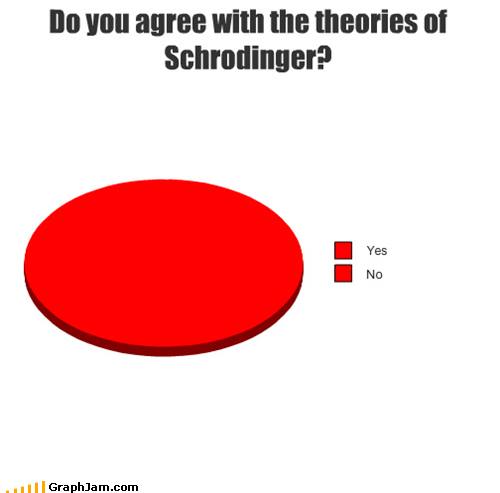 Do you agree with the theories of
Schrodinger?
Yes
No
GraphJam.com